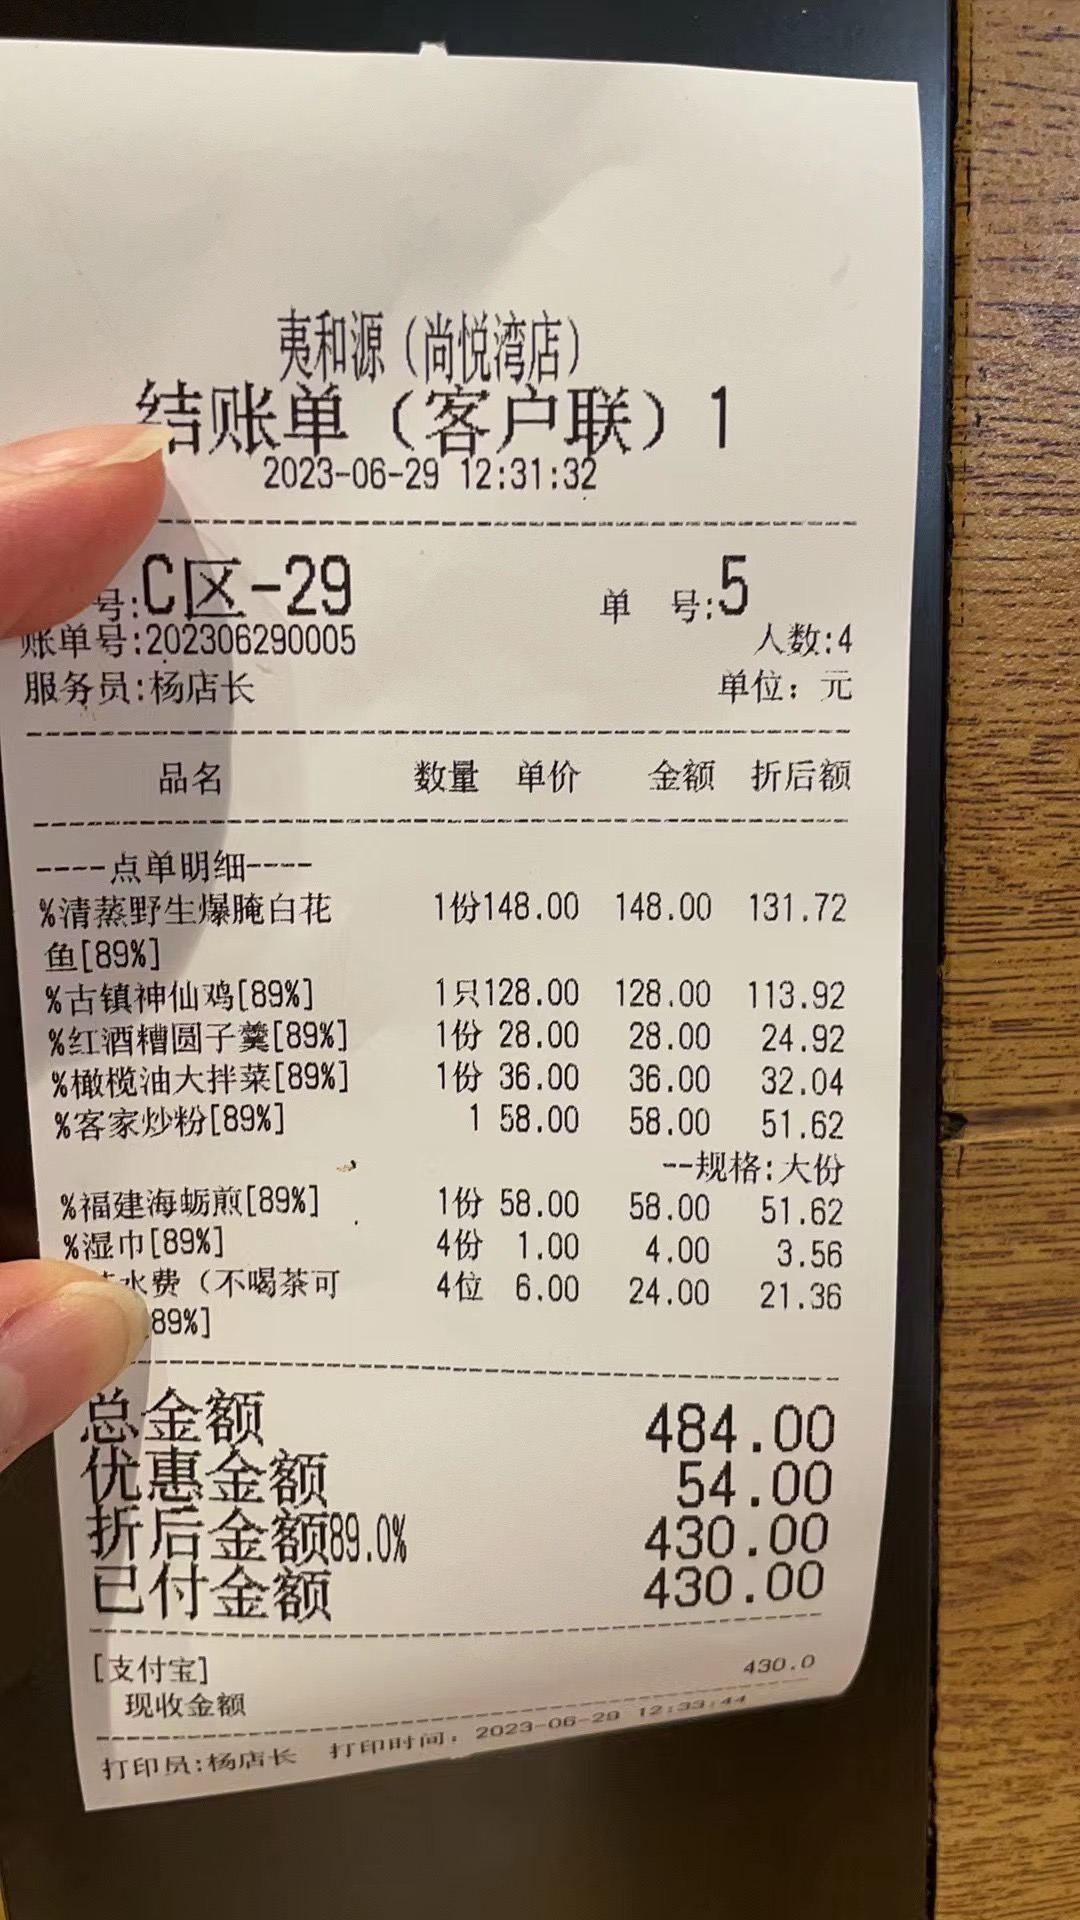 夷和源（尚悦湾店）
结账单（客户联）1
2023-06-29 12:31:32
号:C区-29 单 号:5
账单号:202306290005 人数:4
服务员:杨店长 单位：元
品名 数量 单价 金额 折后额
----点单明细----
%清蒸野生爆腌白花 1份148.00 148.00 131.72
鱼[89%]
%古镇神仙鸡[89%] 1只128.00 128.00 113.92
%红酒糟圆子羹[89%] 1份 28.00 28.00 24.92
%橄榄油大拌菜[89%] 1份 36.00 36.00 32.04
%客家炒粉[89%] 1 58.00 58.00 51.62
--规格:大份
%福建海蛎煎[89%] 1份 58.00 58.00 51.62
%湿巾[89%] 4份 1.00 4.00 3.56
水费（不喝茶可 4位 6.00 24.00 21.36
89%]
总金额 484.00
优惠金额 54.00
折后金额89.0% 430.00
已付金额 430.00
[支付宝] 430.0
现收金额
打印员:杨店长 打印时间：2023-06-29 12:33:44